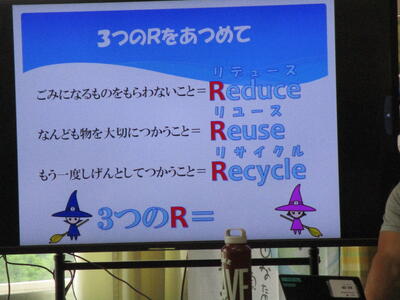 3つのRをあつめて
リデュース
ごみになるものをもらわないこと=Reduce
リユース
なんども物を大切につかうこと=Reuse
リサイクル
もう一度しげんとしてつかうこと=Recycle
3つのR=